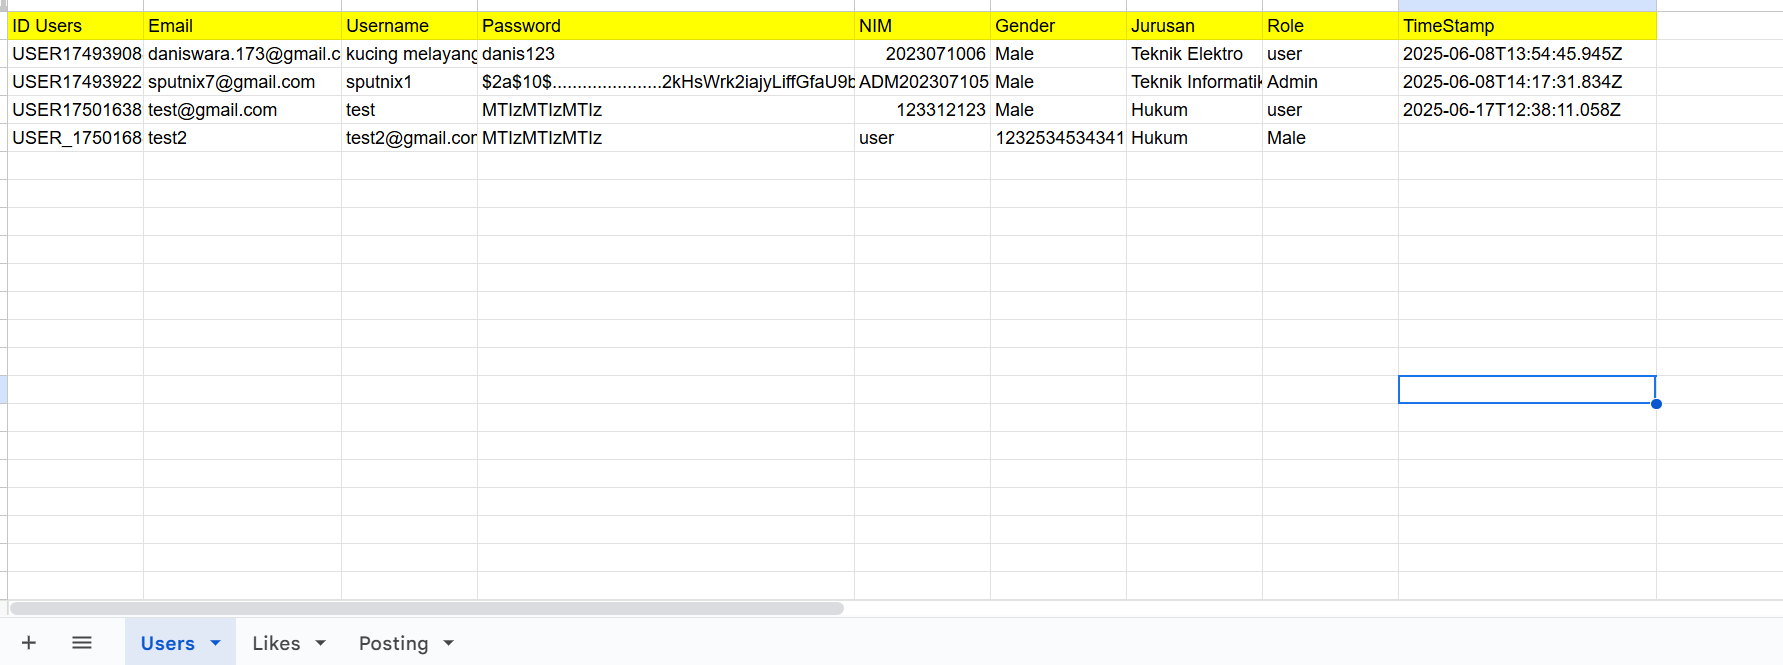 ID Users Email Username Password NIM Gender Jurusan Role TimeStamp
USER17493908 daniswara.173@gmail.c kucing melayang danis123 2023071006 Male Teknik Elektro user 2025-06-08T13:54:45.945Z
USER17493922 sputnix7@gmail.com sputnix1 $2a$10$......................2kHsWrk2iajyLiffGfaU9b ADM202307105 Male Teknik Informatik Admin 2025-06-08T14:17:31.834Z
USER17501638 test@gmail.com test MTIzMTIzMTIz 123312123 Male Hukum user 2025-06-17T12:38:11.058Z
USER_1750168 test2 test2@gmail.com MTIzMTIzMTIz user 1232534534341 Hukum Male
Users Likes Posting